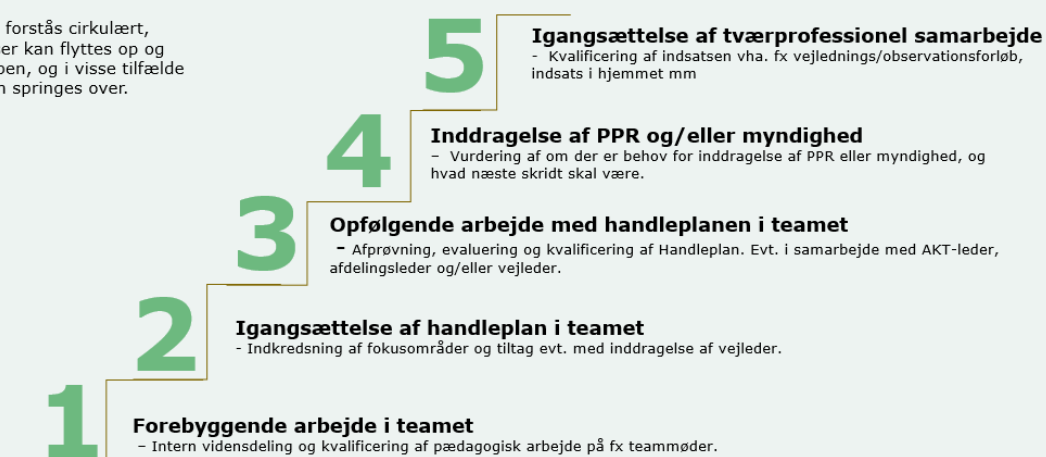 forstås cirkulært,
er kan flyttes op og
pen, og i visse tilfælde
n springes over.
5
Igangsættelse af tværprofessionel samarbejde
- Kvalificering af indsatsen vha. fx vejlednings/observationsforløb,
indsats i hjemmet mm
4
Inddragelse af PPR og/eller myndighed
– Vurdering af om der er behov for inddragelse af PPR eller myndighed, og
hvad næste skridt skal være.
3
Opfølgende arbejde med handleplanen i teamet
- Afprøvning, evaluering og kvalificering af Handleplan. Evt. i samarbejde med AKT-leder,
afdelingsleder og/eller vejleder.
2
Igangsættelse af handleplan i teamet
- Indkredsning af fokusområder og tiltag evt. med inddragelse af vejleder.
1
Forebyggende arbejde i teamet
– Intern vidensdeling og kvalificering af pædagogisk arbejde på fx teammøder.